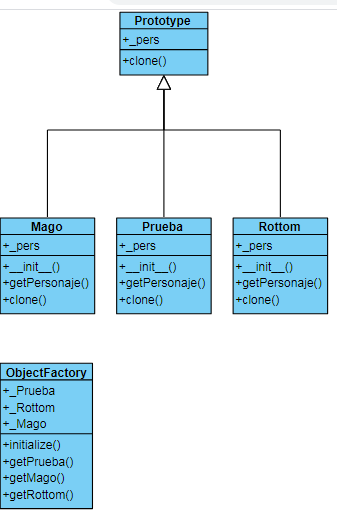 Prototype
+_pers
+clone()
Mago
+_pers
+__init__()
+getPersonaje()
+clone()
Prueba
+_pers
+__init__()
+getPersonaje()
+clone()
Rottom
+_pers
+__init__()
+getPersonaje()
+clone()
ObjectFactory
+_Prueba
+_Rottom
+_Mago
+initialize()
+getPrueba()
+getMago()
+getRottom()